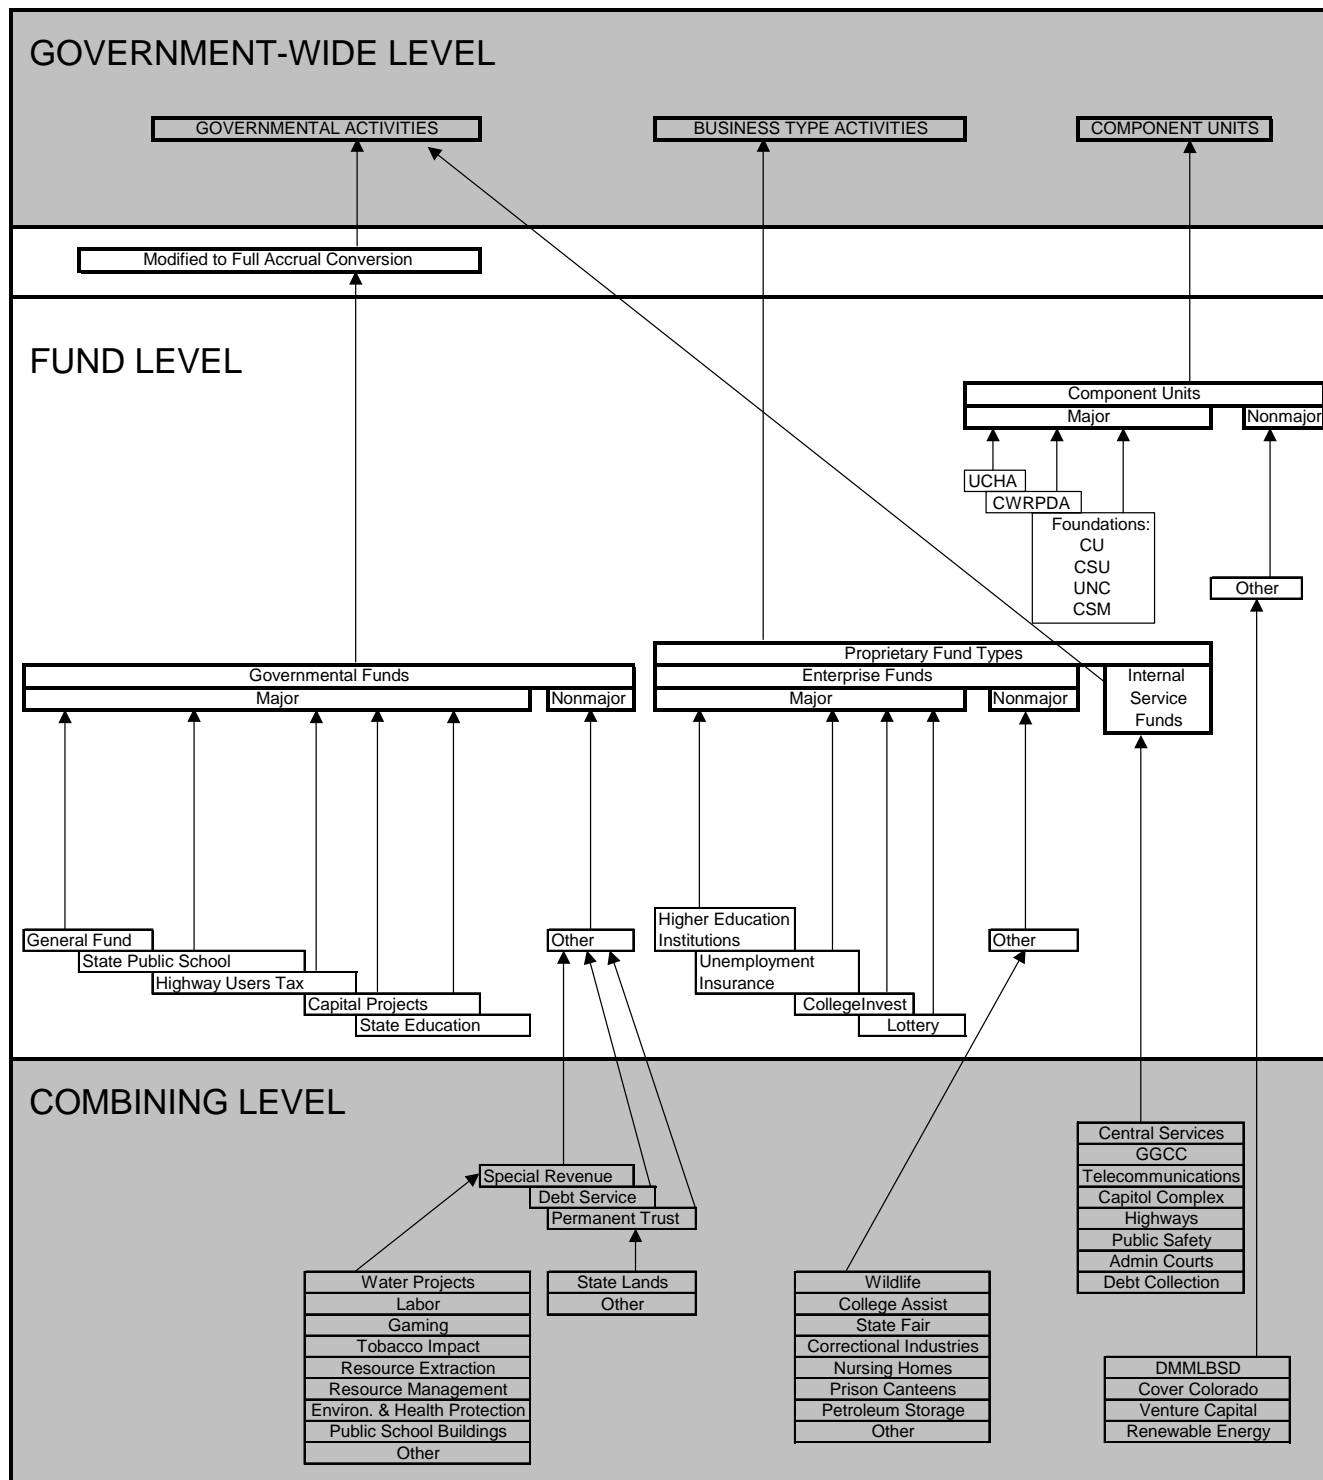 GOVERNMENT-WIDE LEVEL
GOVERNMENTAL ACTIVITIES
BUSINESS TYPE ACTIVITIES
COMPONENT UNITS
Modified to Full Accrual Conversion
FUND LEVEL
Component Units
Major
Nonmajor
UCHA
CWRPDA
Foundations:
CU
CSU
UNC
CSM
Other
Governmental Funds
Major
Nonmajor
Proprietary Fund Types
Enterprise Funds
Major
Nonmajor
Internal
Service
Funds
General Fund
State Public School
Highway Users Tax
Capital Projects
State Education
Other
Higher Education
Institutions
Unemployment
Insurance
CollegeInvest
Lottery
Other
COMBINING LEVEL
Special Revenue
Debt Service
Permanent Trust
Water Projects
Labor
Gaming
Tobacco Impact
Resource Extraction
Resource Management
Environ. & Health Protection
Public School Buildings
Other
State Lands
Other
Wildlife
College Assist
State Fair
Correctional Industries
Nursing Homes
Prison Canteens
Petroleum Storage
Other
Central Services
GGCC
Telecommunications
Capitol Complex
Highways
Public Safety
Admin Courts
Debt Collection
DMMLBSD
Cover Colorado
Venture Capital
Renewable Energy